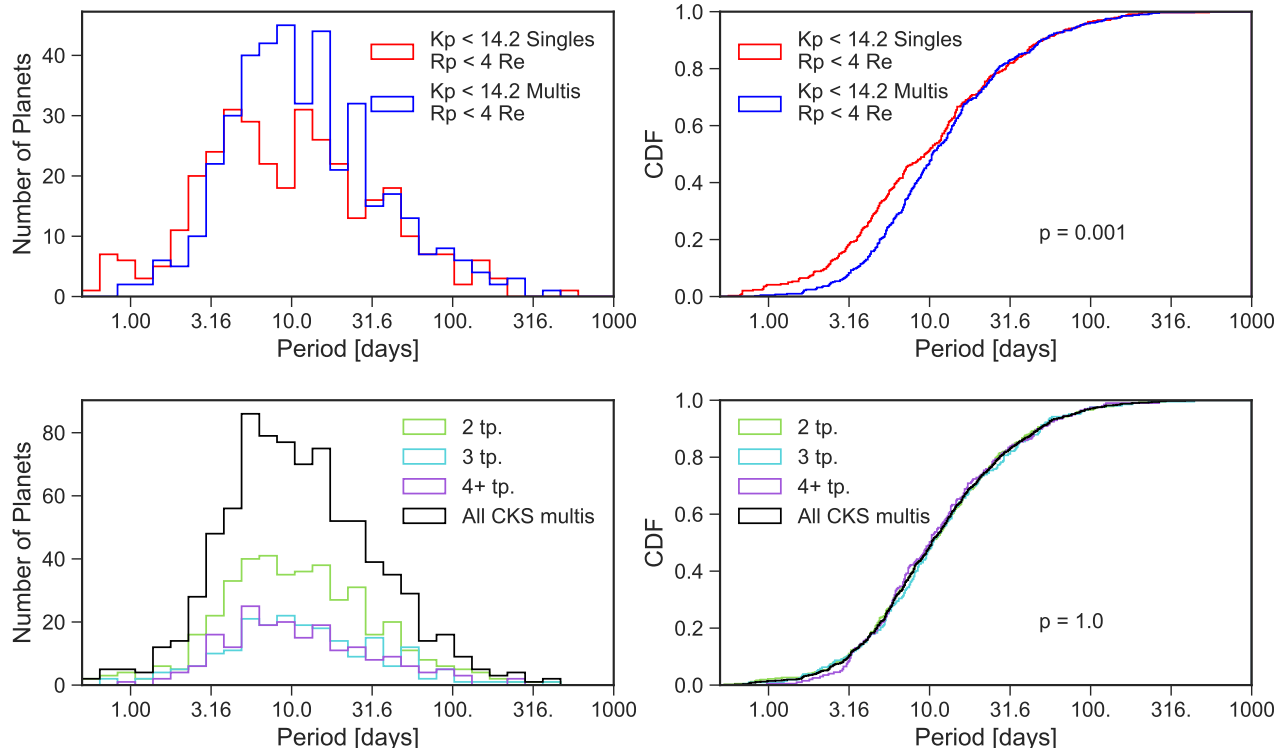 Number of Planets
40
30
20
10
0
Kp < 14.2 Singles
Rp < 4 Re
Kp < 14.2 Multis
Rp < 4 Re
1.00 3.16 10.0 31.6 100. 316. 1000
Period [days]
CDF
1.0
0.8
0.6
0.4
0.2
0.0
Kp < 14.2 Singles
Rp < 4 Re
Kp < 14.2 Multis
Rp < 4 Re
p = 0.001
1.00 3.16 10.0 31.6 100. 316. 1000
Period [days]
Number of Planets
80
60
40
20
0
2 tp.
3 tp.
4+ tp.
All CKS multis
1.00 3.16 10.0 31.6 100. 316. 1000
Period [days]
CDF
1.0
0.8
0.6
0.4
0.2
0.0
2 tp.
3 tp.
4+ tp.
All CKS multis
p = 1.0
1.00 3.16 10.0 31.6 100. 316. 1000
Period [days]